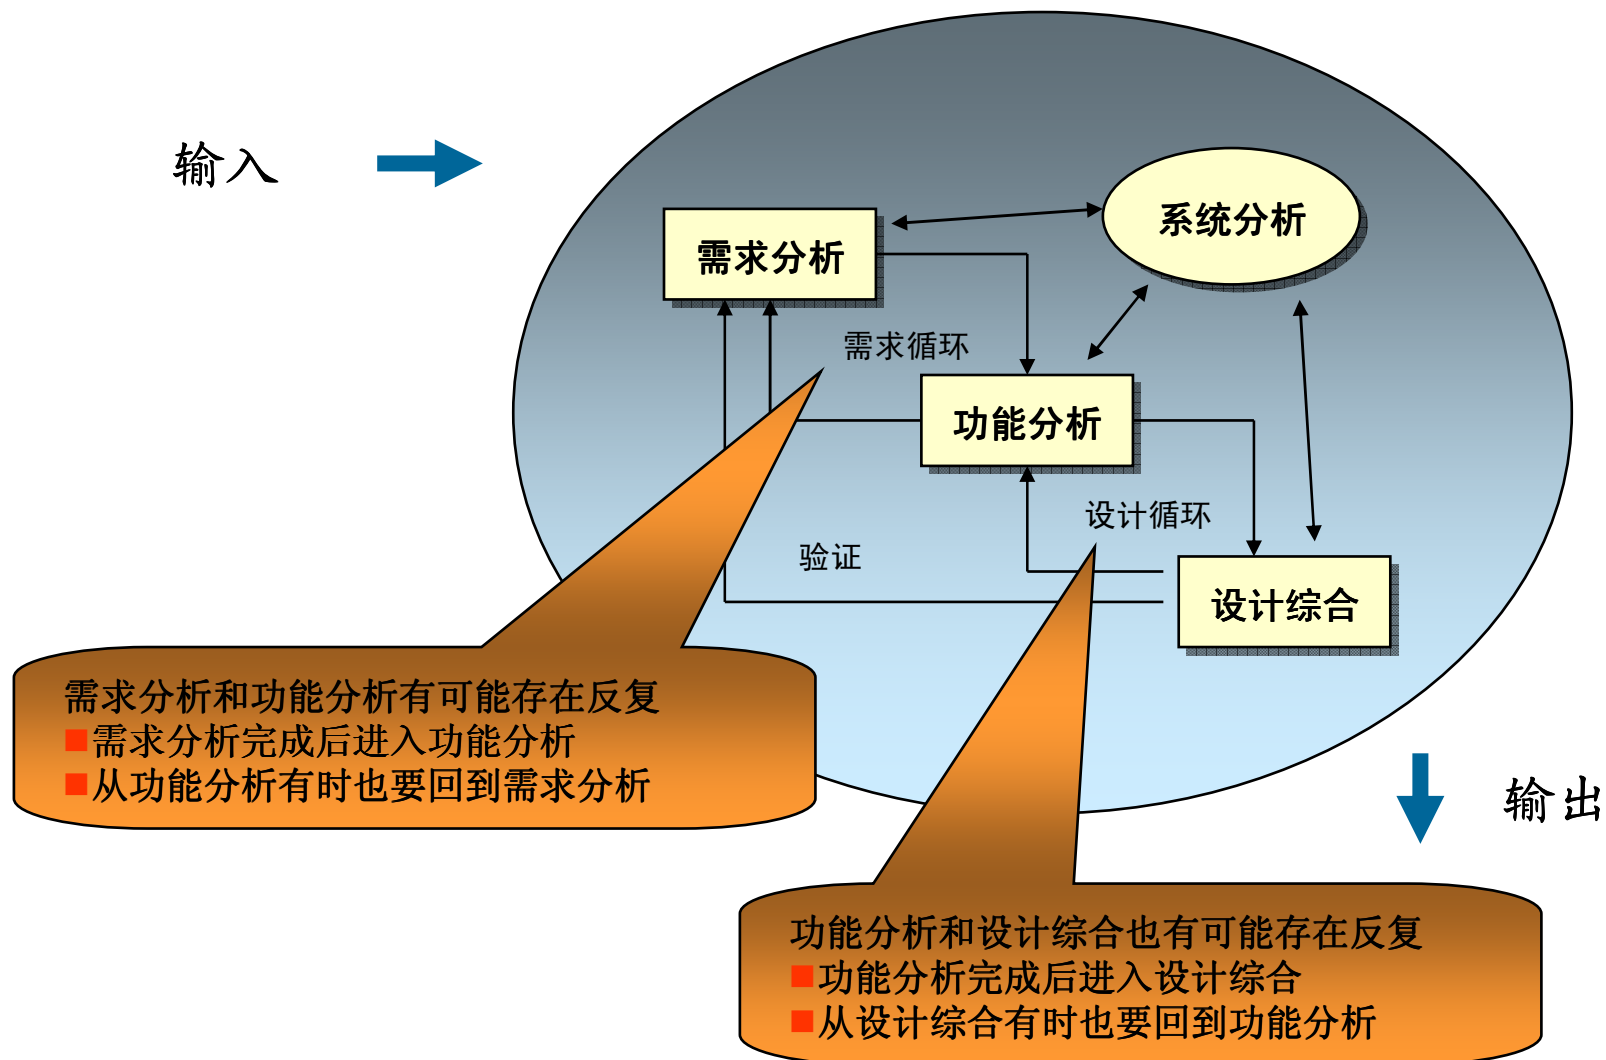 输入
系统分析
需求分析
需求循环
功能分析
设计循环
验证
设计综合
需求分析和功能分析有可能存在反复
需求分析完成后进入功能分析
从功能分析有时也要回到需求分析
输出
功能分析和设计综合也有可能存在反复
功能分析完成后进入设计综合
从设计综合有时也要回到功能分析